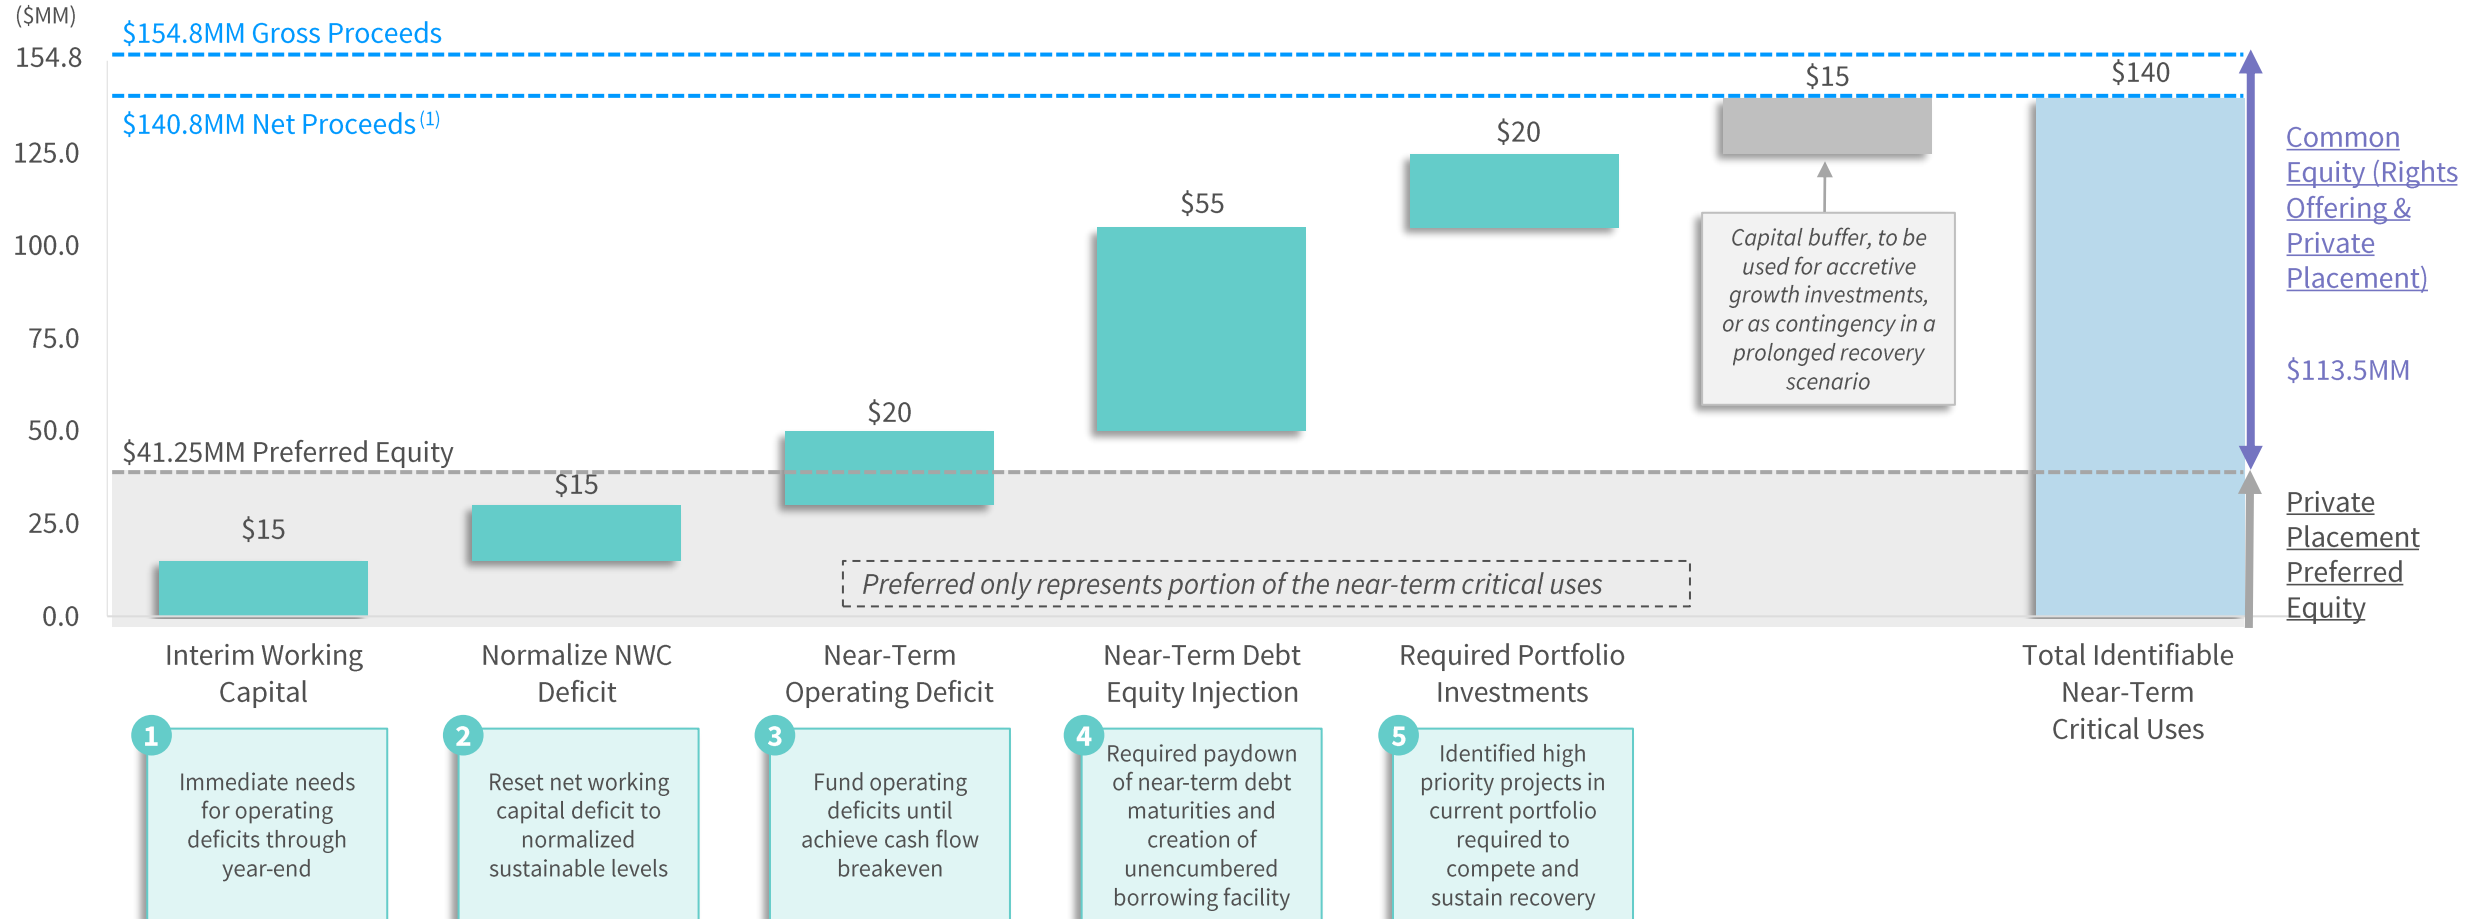 ($MM)
$154.8MM Gross Proceeds
154.8
$140.8MM Net Proceeds (1)
125.0
100.0
75.0
50.0
25.0
0.0
$41.25MM Preferred Equity
$15
$15
$20
$55
$20
$15
$140
Capital buffer, to be
used for accretive
growth investments,
or as contingency in a
prolonged recovery
scenario
Preferred only represents portion of the near-term critical uses
Common
Equity (Rights
Offering &
Private
Placement)
$113.5MM
Private
Placement
Preferred
Equity
Interim Working
Capital
Normalize NWC
Deficit
Near-Term
Operating Deficit
Near-Term Debt
Equity Injection
Required Portfolio
Investments
Total Identifiable
Near-Term
Critical Uses
1
Immediate needs
for operating
deficits through
year-end
2
Reset net working
capital deficit to
normalized
sustainable levels
3
Fund operating
deficits until
achieve cash flow
breakeven
4
Required paydown
of near-term debt
maturities and
creation of
unencumbered
borrowing facility
5
Identified high
priority projects in
current portfolio
required to
compete and
sustain recovery